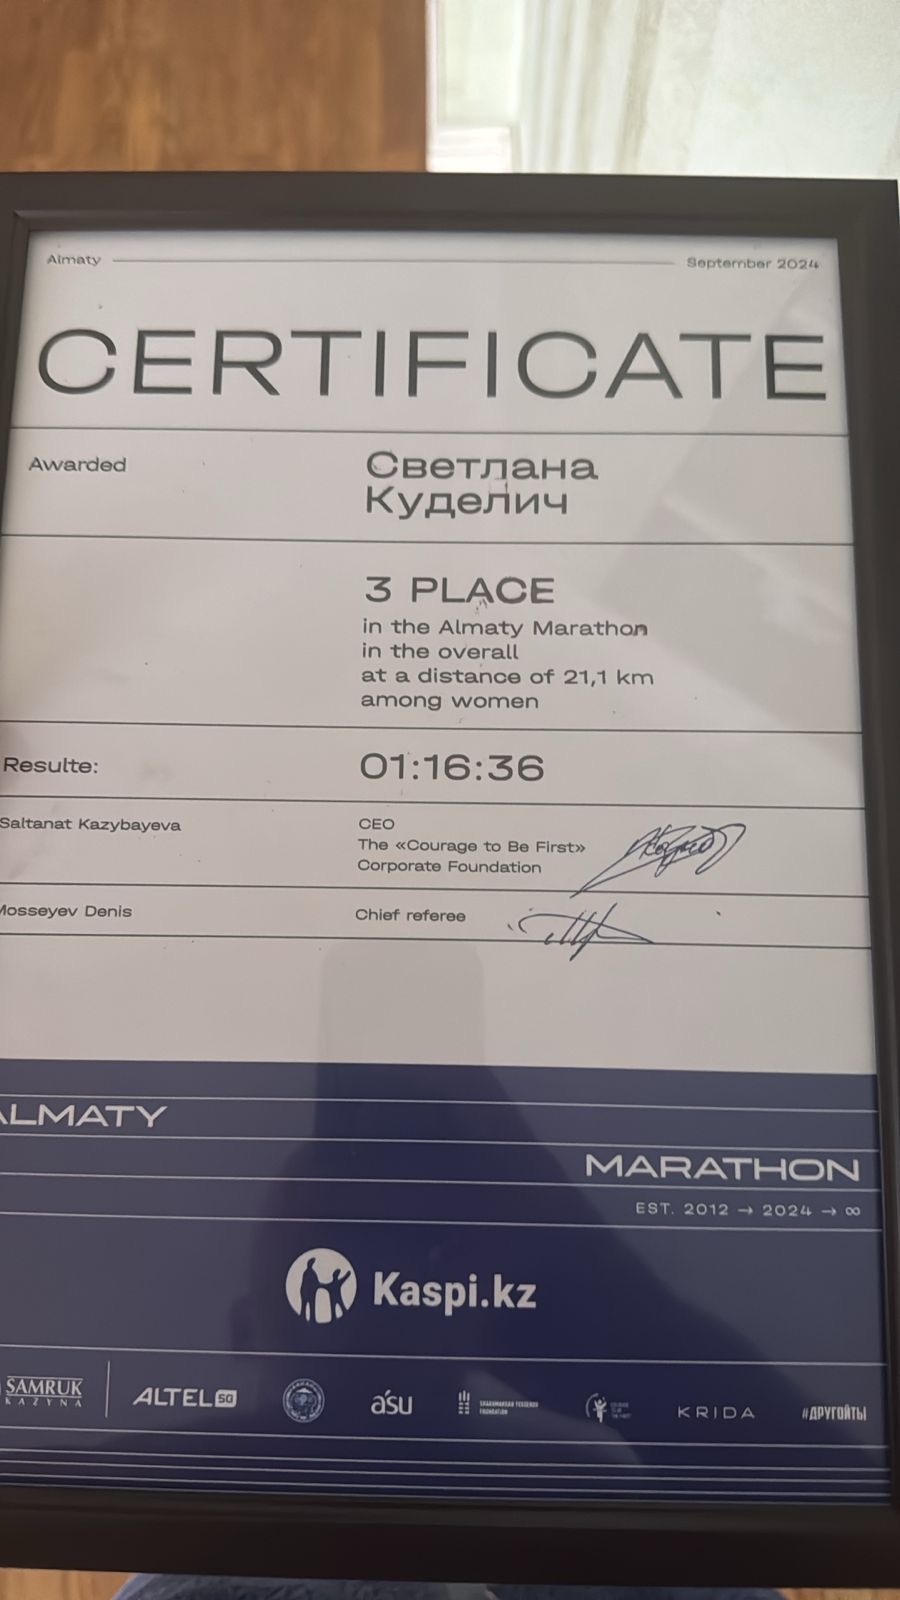 Almaty
September 2024
CERTIFICATE
Awarded
Светлана
Куделич
3 PLACE
in the Almaty Marathon
in the overall
at a distance of 21,1 km
among women
Resulte:
01:16:36
Saltanat Kazybayeva
CEO
The «Courage to Be First»
Corporate Foundation
Mosseyev Denis
Chief referee
ALMATY
MARATHON
EST. 2012 → 2024 → ∞
Kaspi.kz
SAMRUK
KAZYNA
ALTEL 5G
a'su
KRIDA
#ДРУГОЙТЫ